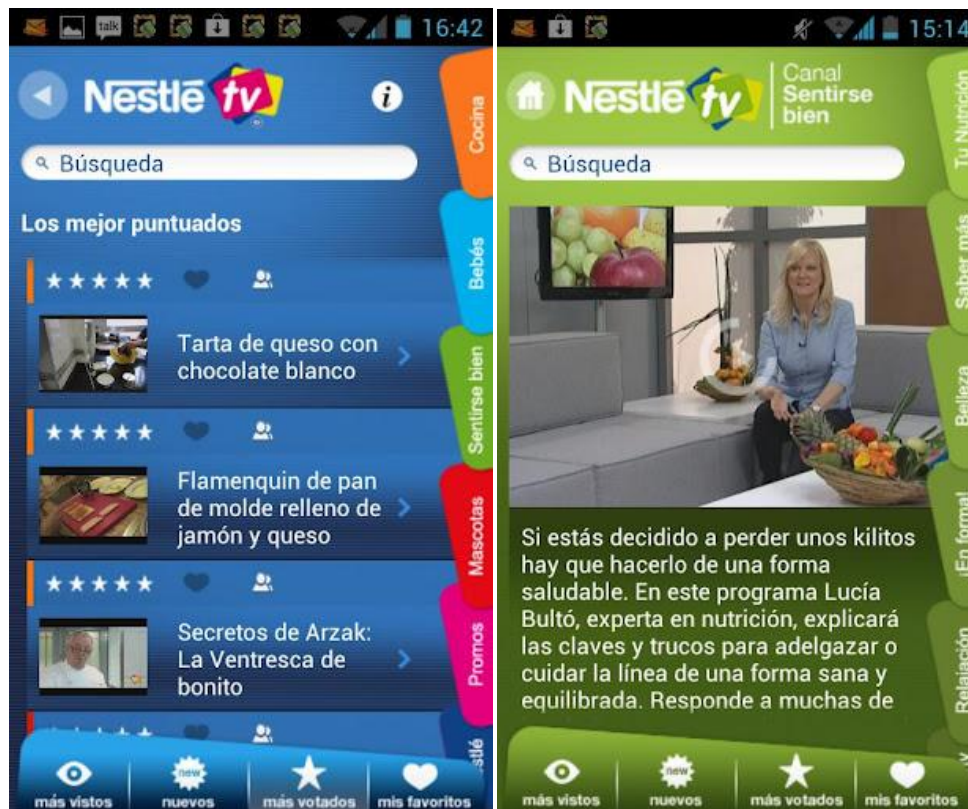 talk
16:42
Nestlé tv
i
Búsqueda
Los mejor puntuados
Tarta de queso con
chocolate blanco
Flamenquin de pan
de molde relleno de
jamón y queso
Secretos de Arzak:
La Ventresca de
bonito
Cocina
Bebés
Sentirse bien
Mascotas
Promos
stlé
más vistos
new
nuevos
más votados
mis favoritos
15:14
Nestlé tv
Canal
Sentirse
bien
Búsqueda
Si estás decidido a perder unos kilitos
hay que hacerlo de una forma
saludable. En este programa Lucía
Bultó, experta en nutrición, explicará
las claves y trucos para adelgazar o
cuidar la línea de una forma sana y
equilibrada. Responde a muchas de
Tu Nutrición
Saber más
Belleza
¡En forma!
Relajación
más vistos
new
nuevos
más votados
mis favoritos